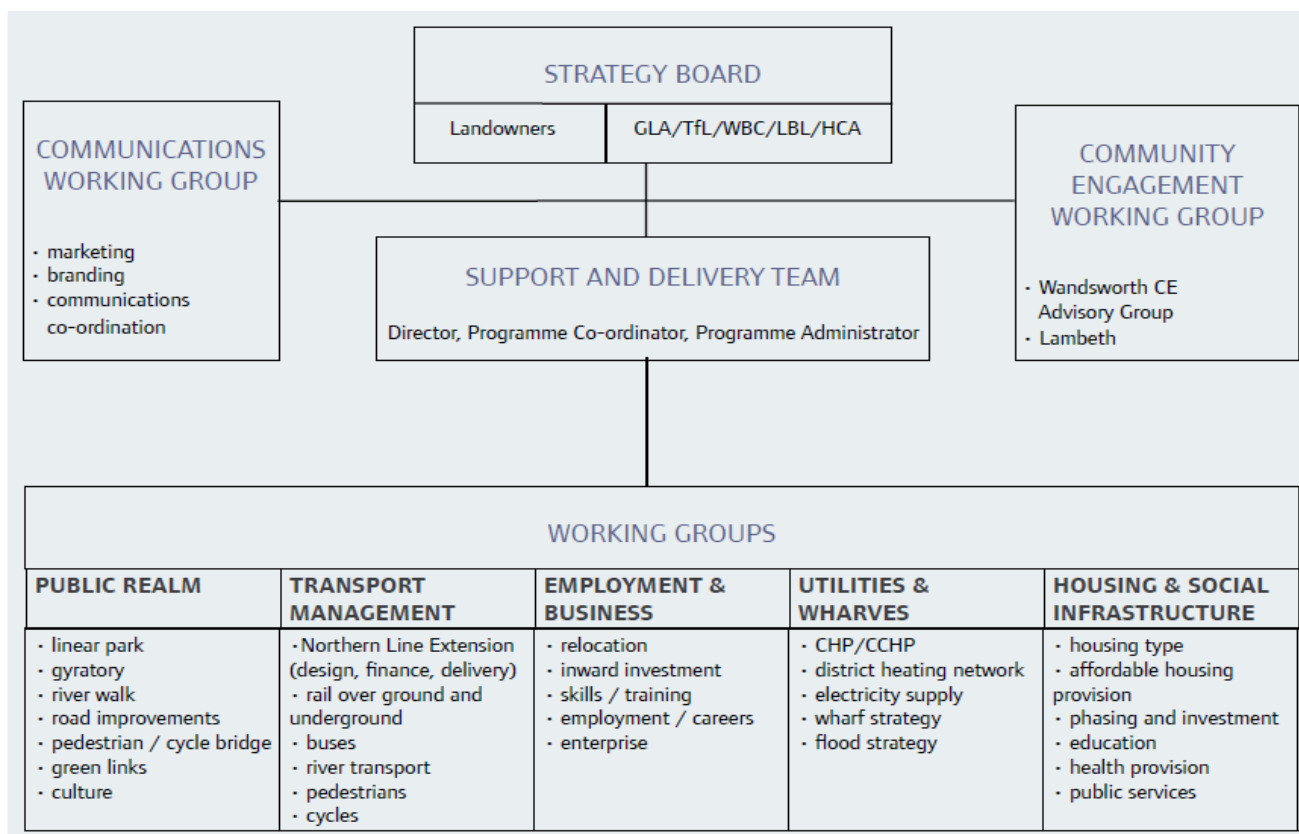 STRATEGY BOARD
Landowners
GLA/TfL/WBC/LBL/HCA
COMMUNICATIONS
WORKING GROUP
· marketing
· branding
· communications
co-ordination
COMMUNITY
ENGAGEMENT
WORKING GROUP
· Wandsworth CE
Advisory Group
· Lambeth
SUPPORT AND DELIVERY TEAM
Director, Programme Co-ordinator, Programme Administrator
WORKING GROUPS
PUBLIC REALM
· linear park
· gyratory
· river walk
· road improvements
· pedestrian / cycle bridge
· green links
· culture
TRANSPORT
MANAGEMENT
·Northern Line Extension
(design, finance, delivery)
· rail over ground and
underground
· buses
· river transport
· pedestrians
· cycles
EMPLOYMENT &
BUSINESS
· relocation
· inward investment
· skills / training
· employment / careers
· enterprise
UTILITIES &
WHARVES
· CHP/CCHP
· district heating network
· electricity supply
· wharf strategy
· flood strategy
HOUSING & SOCIAL
INFRASTRUCTURE
· housing type
· affordable housing
provision
· phasing and investment
· education
· health provision
· public services